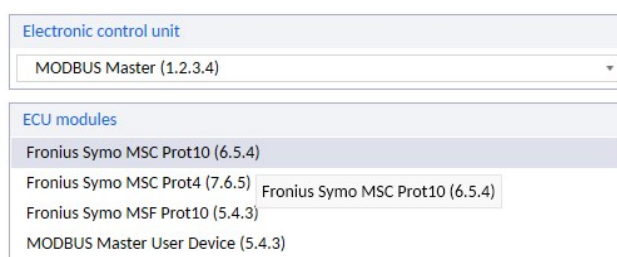 Electronic control unit
MODBUS Master (1.2.3.4)
ECU modules
Fronius Symo MSC Prot10 (6.5.4)
Fronius Symo MSC Prot4 (7.6.5)
Fronius Symo MSC Prot10 (6.5.4)
Fronius Symo MSF Prot10 (5.4.3)
MODBUS Master User Device (5.4.3)